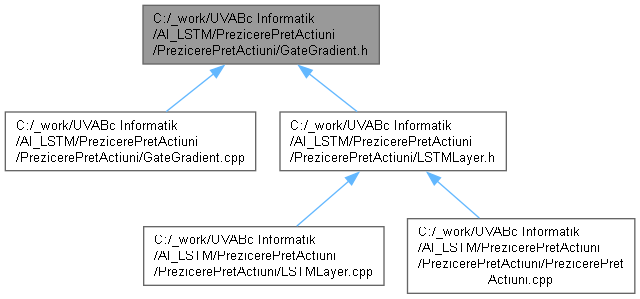 C:/_work/UVABc Informatik
/AI_LSTM/PrezicerePretActiuni
/PrezicerePretActiuni/GateGradient.h
C:/_work/UVABc Informatik
/AI_LSTM/PrezicerePretActiuni
/PrezicerePretActiuni/GateGradient.cpp
C:/_work/UVABc Informatik
/AI_LSTM/PrezicerePretActiuni
/PrezicerePretActiuni/LSTMLayer.h
C:/_work/UVABc Informatik
/AI_LSTM/PrezicerePretActiuni
/PrezicerePretActiuni/LSTMLayer.cpp
C:/_work/UVABc Informatik
/AI_LSTM/PrezicerePretActiuni
/PrezicerePretActiuni/PrezicerePret
Actiuni.cpp